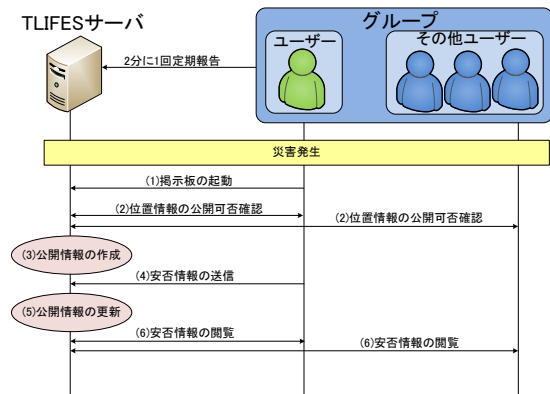 TLIFESサーバ
グループ
ユーザー
その他ユーザー
2分に1回定期報告
災害発生
(1)掲示板の起動
(2)位置情報の公開可否確認
(2)位置情報の公開可否確認
(3)公開情報の作成
(4)安否情報の送信
(5)公開情報の更新
(6)安否情報の閲覧
(6)安否情報の閲覧